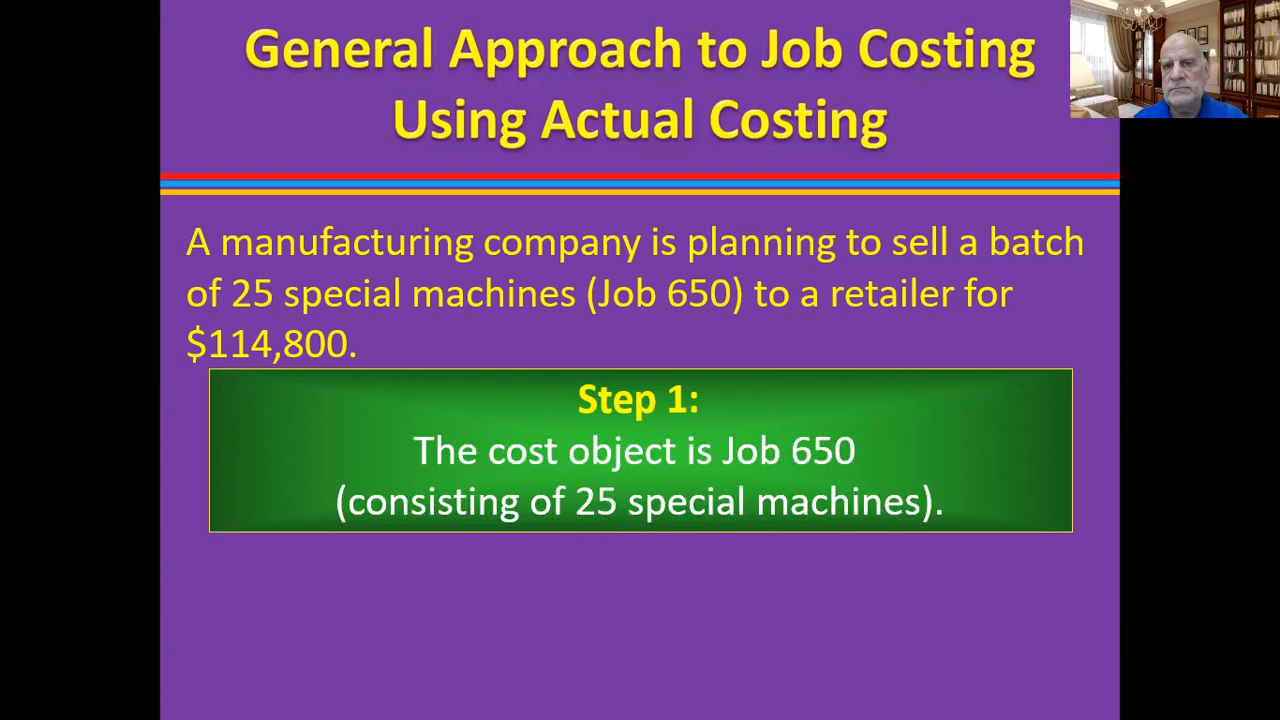 General Approach to Job Costing
Using Actual Costing
A manufacturing company is planning to sell a batch
of 25 special machines (Job 650) to a retailer for
$114,800.
Step 1:
The cost object is Job 650
(consisting of 25 special machines).